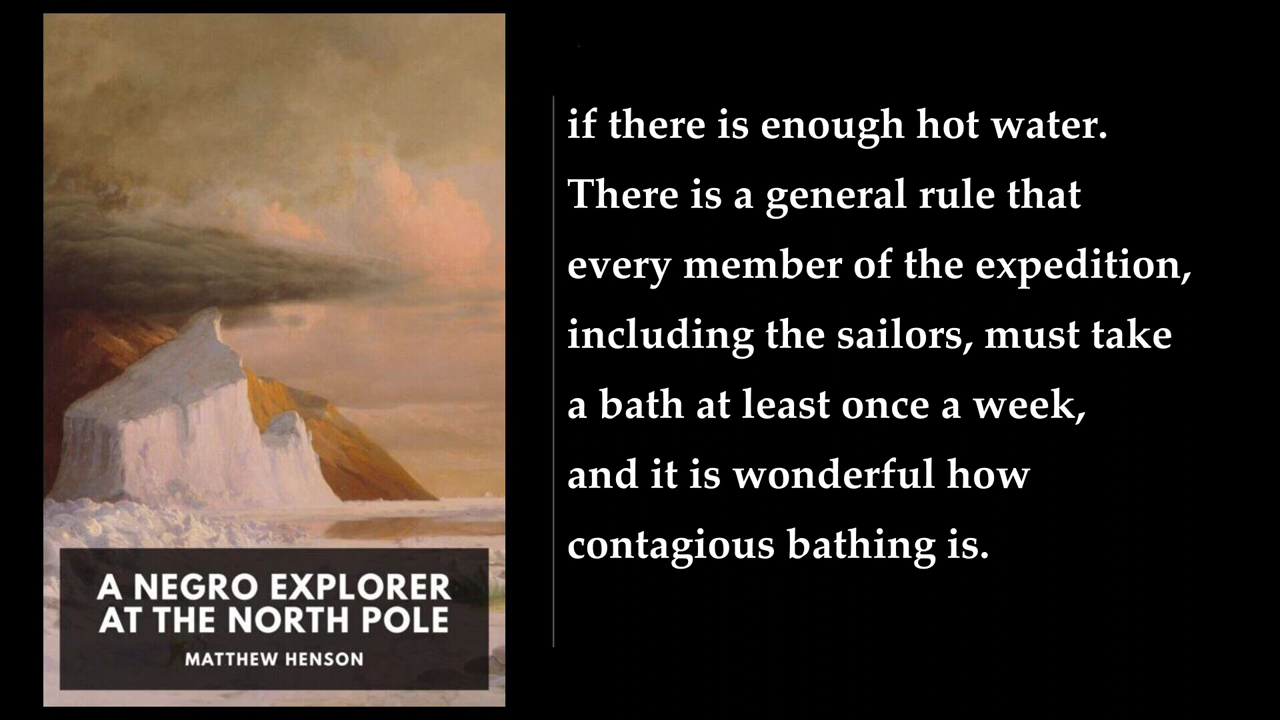 if there is enough hot water.
There is a general rule that
every member of the expedition,
including the sailors, must take
a bath at least once a week,
and it is wonderful how
contagious bathing is.
A NEGRO EXPLORER
AT THE NORTH POLE
MATTHEW HENSON